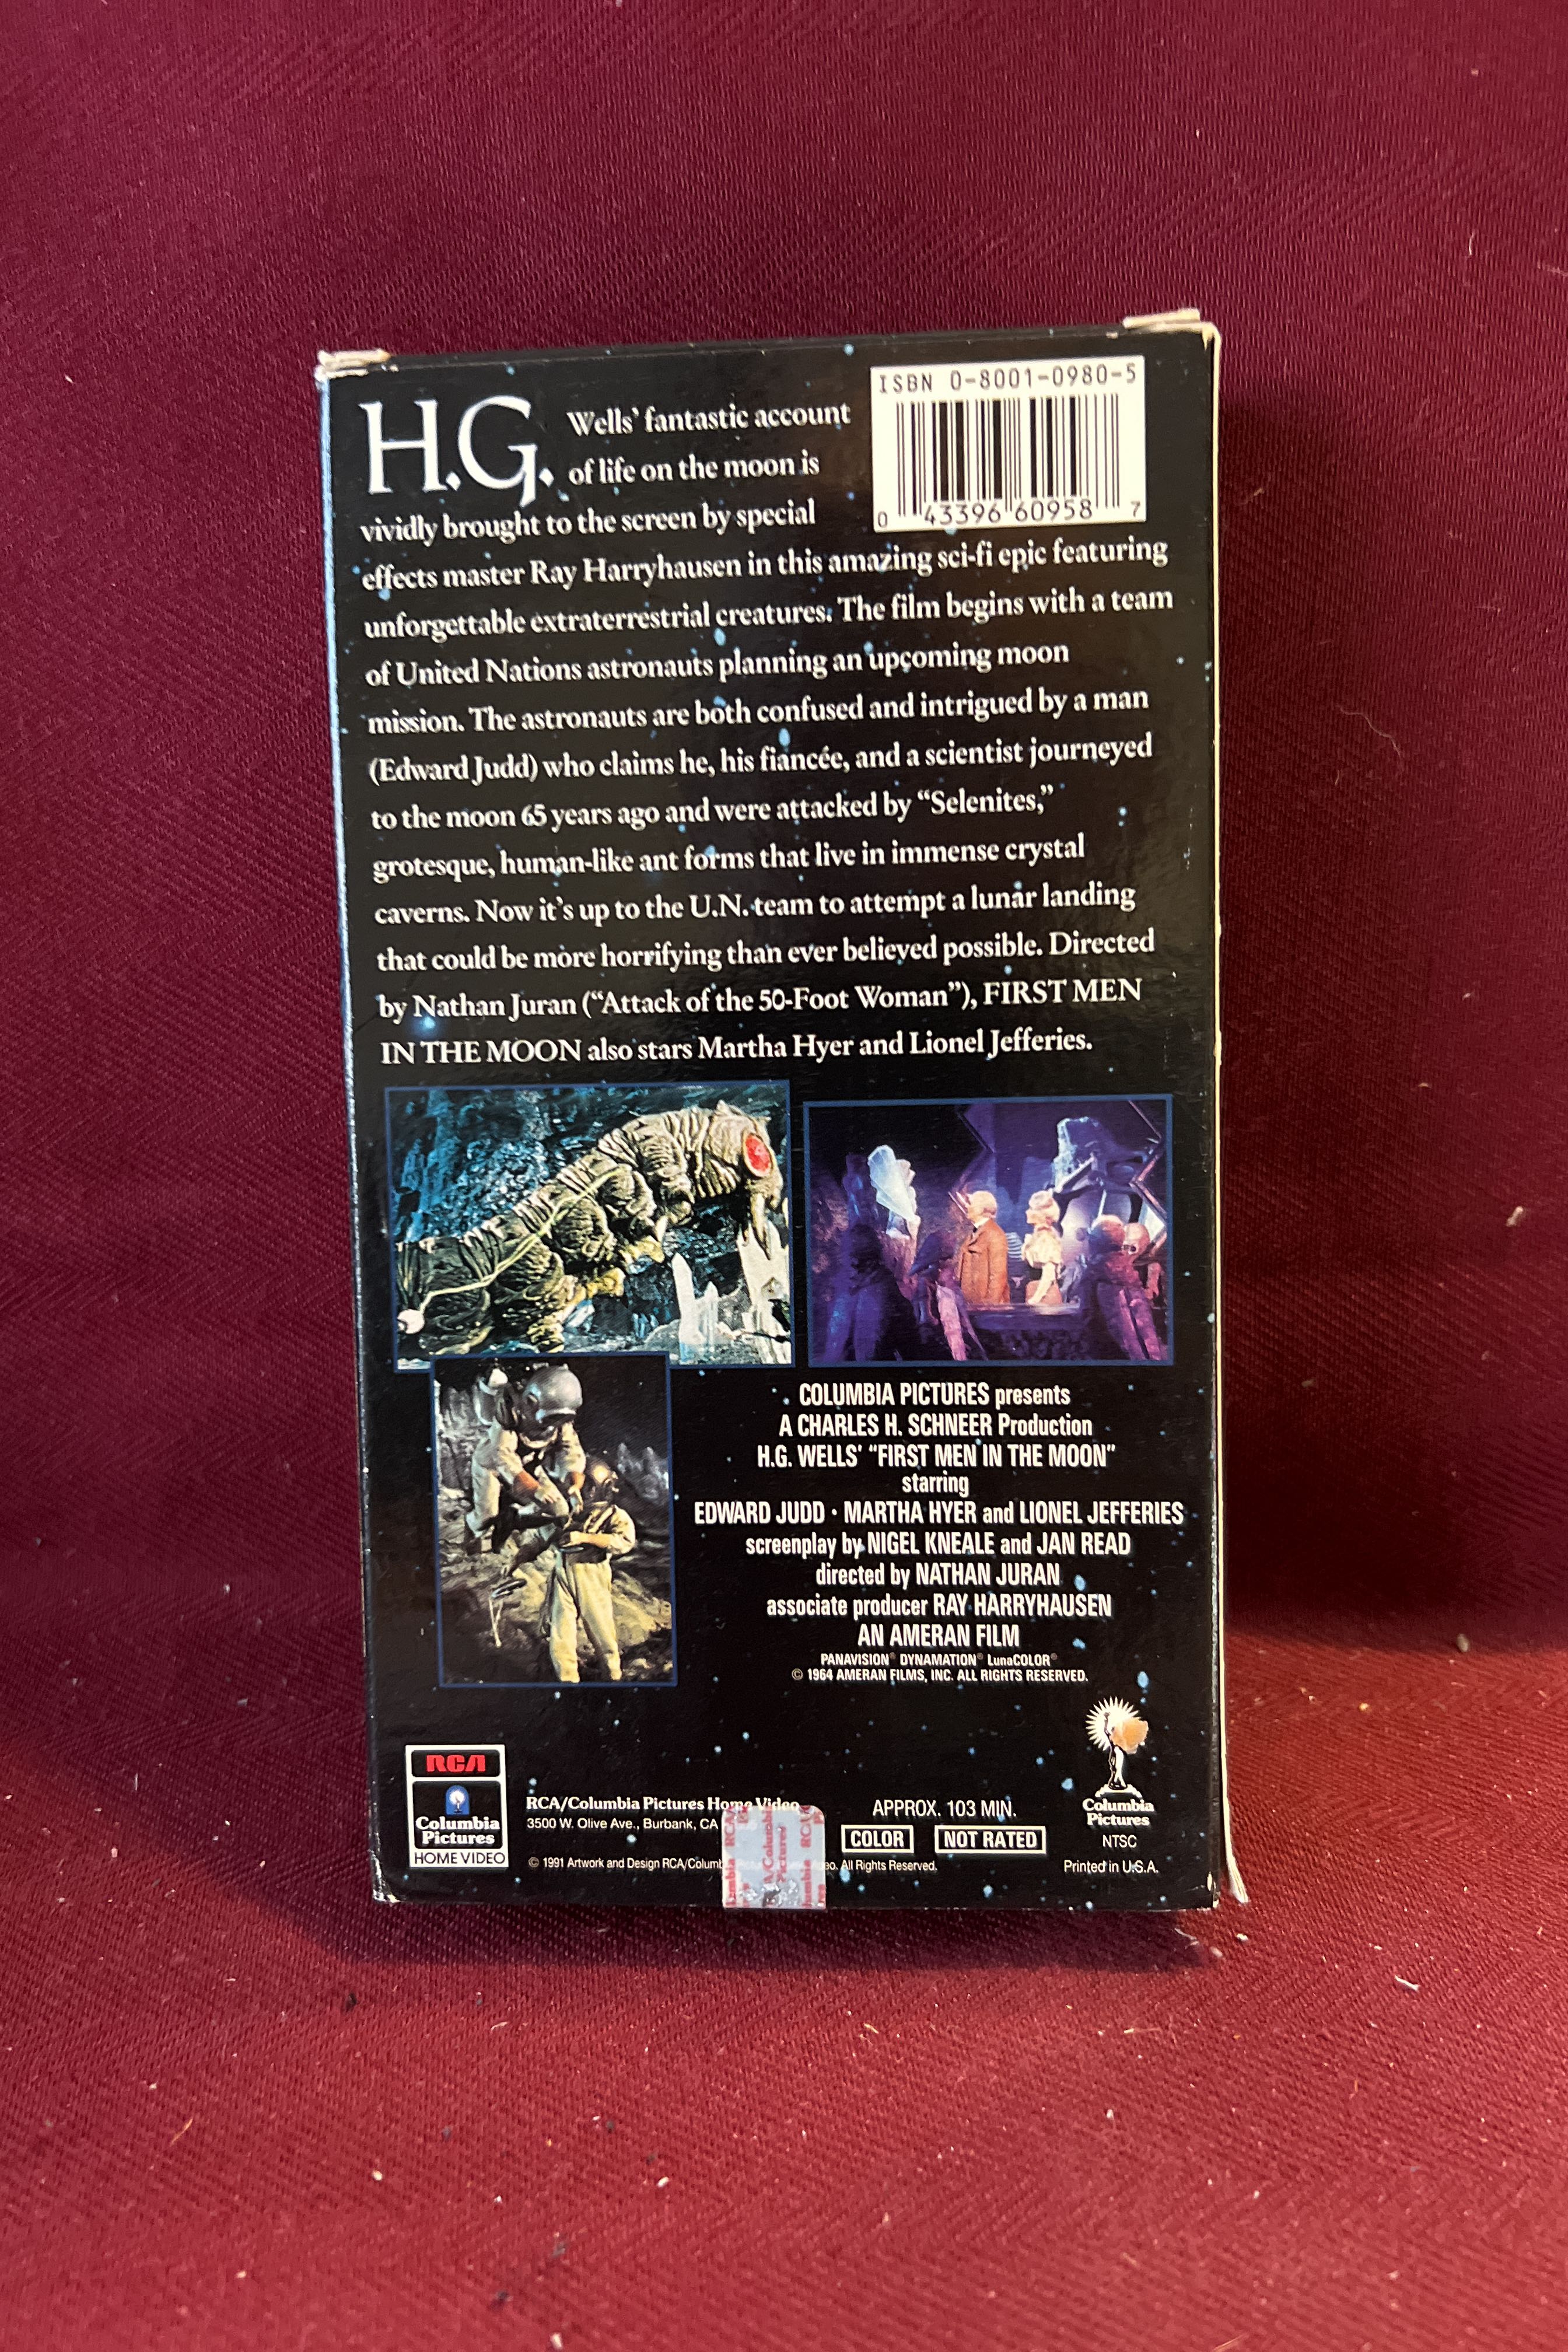 ISBN 0-8001-0980-5
0 43396 60958 7
H.G. Wells’ fantastic account
of life on the moon is
vividly brought to the screen by special
effects master Ray Harryhausen in this amazing sci-fi epic featuring
unforgettable extraterrestrial creatures. The film begins with a team
of United Nations astronauts planning an upcoming moon
mission. The astronauts are both confused and intrigued by a man
(Edward Judd) who claims he, his fiancée, and a scientist journeyed
to the moon 65 years ago and were attacked by “Selenites,”
grotesque, human-like ant forms that live in immense crystal
caverns. Now it’s up to the U.N. team to attempt a lunar landing
that could be more horrifying than ever believed possible. Directed
by Nathan Juran (“Attack of the 50-Foot Woman”), FIRST MEN
IN THE MOON also stars Martha Hyer and Lionel Jefferies.
COLUMBIA PICTURES presents
A CHARLES H. SCHNEER Production
H.G. WELLS’ “FIRST MEN IN THE MOON”
starring
EDWARD JUDD · MARTHA HYER and LIONEL JEFFERIES
screenplay by NIGEL KNEALE and JAN READ
directed by NATHAN JURAN
associate producer RAY HARRYHAUSEN
AN AMERAN FILM
PANAVISION® DYNAMATION® LunaCOLOR®
© 1964 AMERAN FILMS, INC. ALL RIGHTS RESERVED.
RCA
Columbia
Pictures
HOME VIDEO
RCA/Columbia Pictures Home Video
3500 W. Olive Ave., Burbank, CA
© 1991 Artwork and Design RCA/Columb All Rights Reserved.
RCA/Columbia Pictures
APPROX. 103 MIN.
COLOR NOT RATED
Columbia
Pictures
NTSC
Printed in U.S.A.